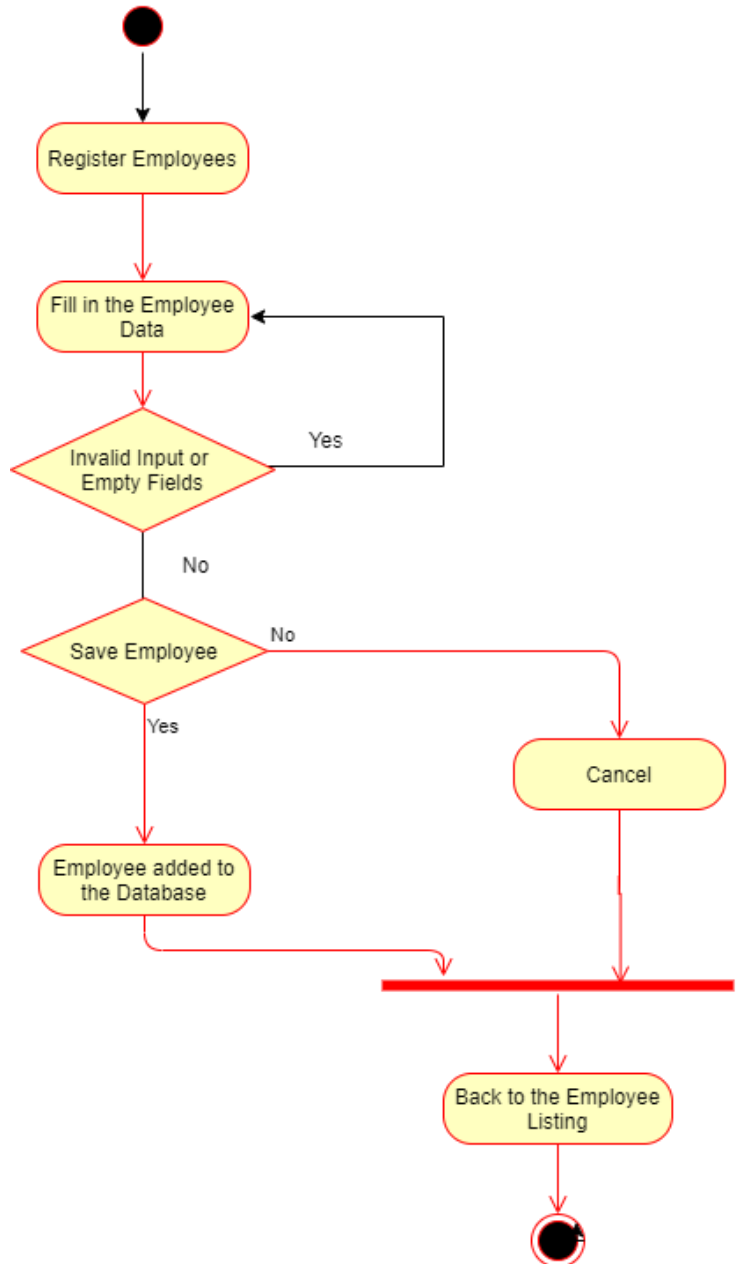 Register Employees
Fill in the Employee
Data
Yes
Invalid Input or
Empty Fields
No
No
Save Employee
Yes
Cancel
Employee added to
the Database
Back to the Employee
Listing